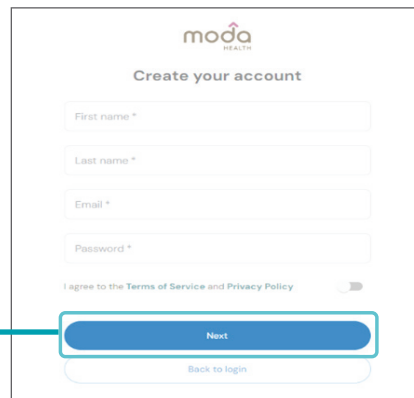 moda
HEALTH
Create your account
First name *
Last name *
Email *
Password *
I agree to the Terms of Service and Privacy Policy
Next
Back to login